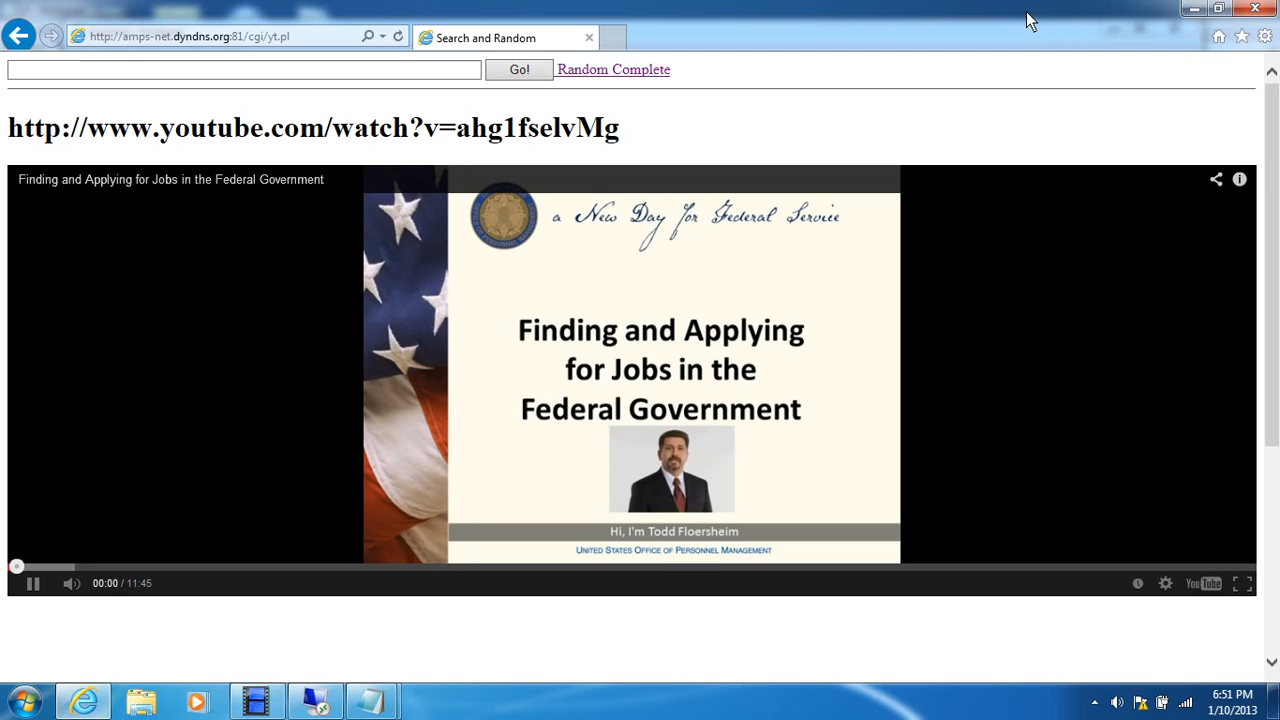 http://amps-net.dyndns.org:81/cgi/yt.pl
Search and Random
Go!
Random Complete
http://www.youtube.com/watch?v=ahg1fselvMg
Finding and Applying for Jobs in the Federal Government
a New Day for Federal Service
Finding and Applying
for Jobs in the
Federal Government
Hi, I'm Todd Floersheim
UNITED STATES OFFICE OF PERSONNEL MANAGEMENT
00:00 / 11:45
YouTube
6:51 PM
1/10/2013